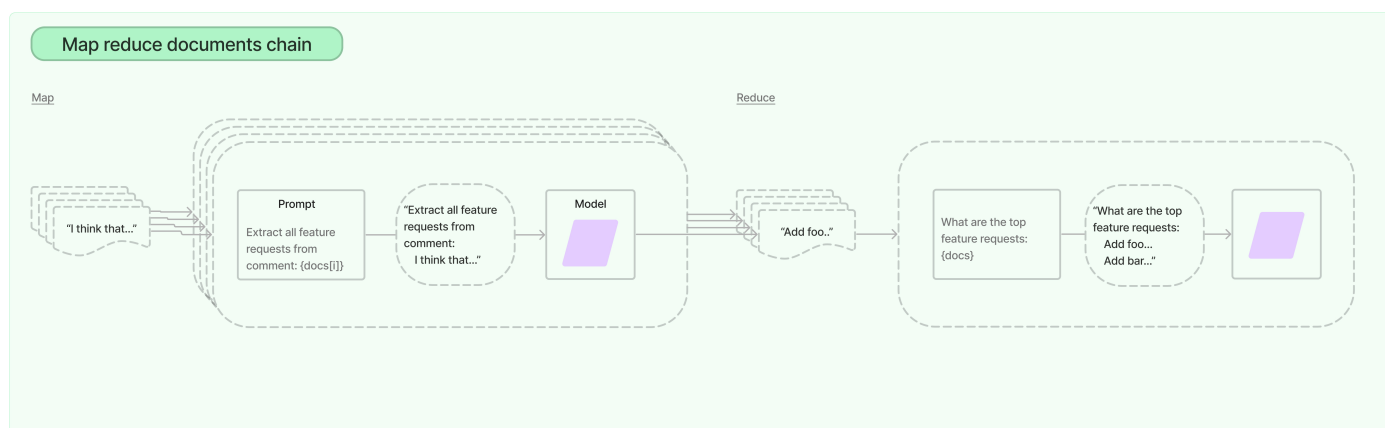 Map reduce documents chain
Map
Reduce
“I think that...”
Prompt
Extract all feature
requests from
comment: {docs[i]}
“Extract all feature
requests from
comment:
I think that...”
Model
“Add foo..”
What are the top
feature requests:
{docs}
“What are the top
feature requests:
Add foo...
Add bar...”